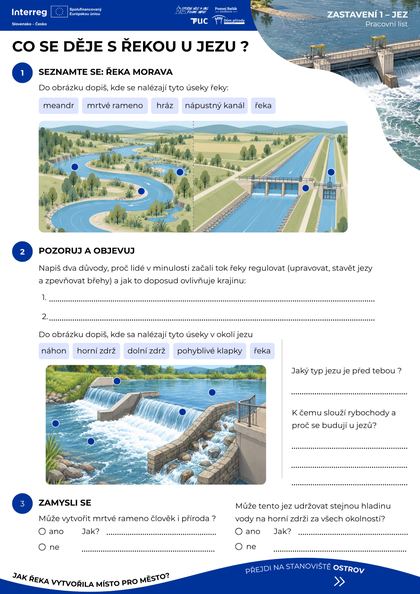 Interreg
Slovensko – Česko
Spolufinancovaný
Európskou úniou
TUC
ZASTAVENÍ 1 – JEZ
Pracovní list
CO SE DĚJE S ŘEKOU U JEZU ?
1
SEZNAMTE SE: ŘEKA MORAVA
Do obrázku dopiš, kde se nalézají tyto úseky řeky:
meandr
mrtvé rameno
hráz
nápustný kanál
řeka
2
POZORUJ A OBJEVUJ
Napiš dva důvody, proč lidé v minulosti začali tok řeky regulovat (upravovat, stavět jezy
a zpevňovat břehy) a jak to doposud ovlivňuje krajinu:
1.
2.
Do obrázku dopiš, kde sa nalézají tyto úseky v okolí jezu
náhon
horní zdrž
dolní zdrž
pohyblivé klapky
řeka
Jaký typ jezu je před tebou ?
K čemu slouží rybochody a
proč se budují u jezů?
3
ZAMYSLI SE
Může vytvořit mrtvé rameno člověk i příroda ?
ano Jak?
ne
Může tento jez udržovat stejnou hladinu
vody na horní zdrži za všech okolností?
ano Jak?
ne
JAK ŘEKA VYTVOŘILA MÍSTO PRO MĚSTO?
PŘEJDI NA STANOVIŠTĚ OSTROV